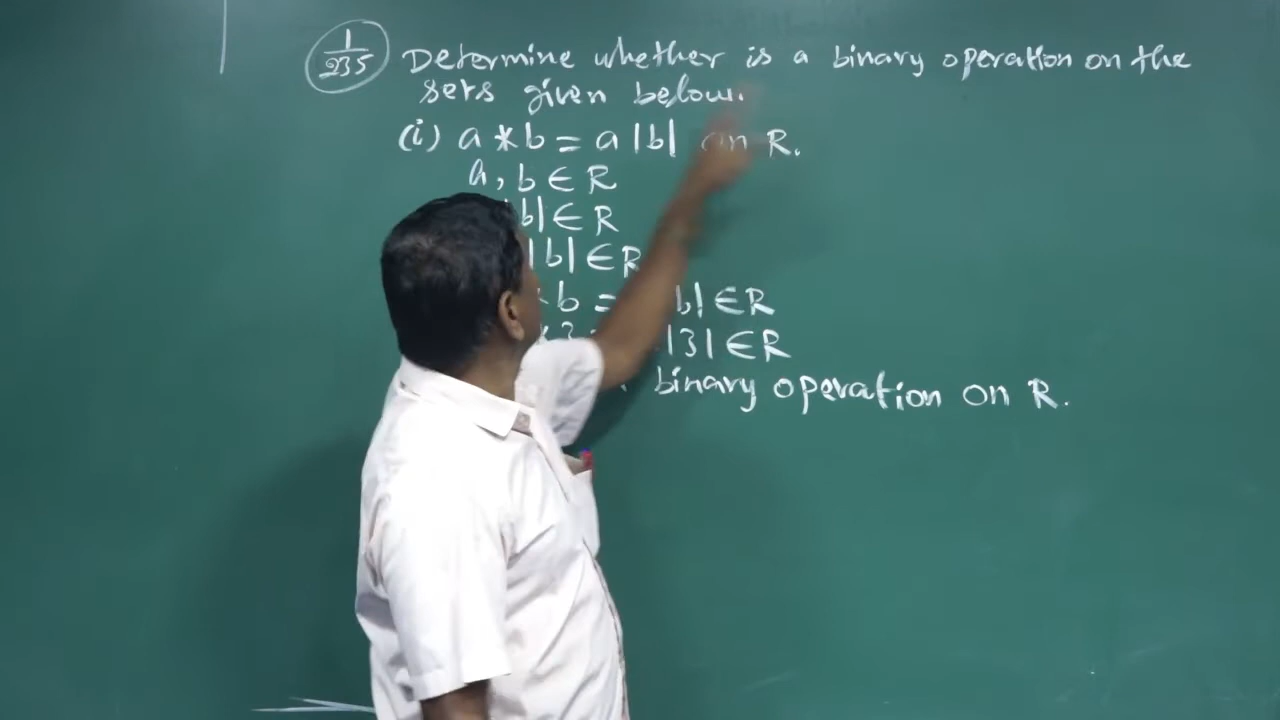 1/235 Determine whether is a binary operation on the
sets given below.
(i) a * b = a |b| on R.
a, b ∈ R
b| ∈ R
|b| ∈ R
* b = b| ∈ R
|3| ∈ R
binary operation on R.